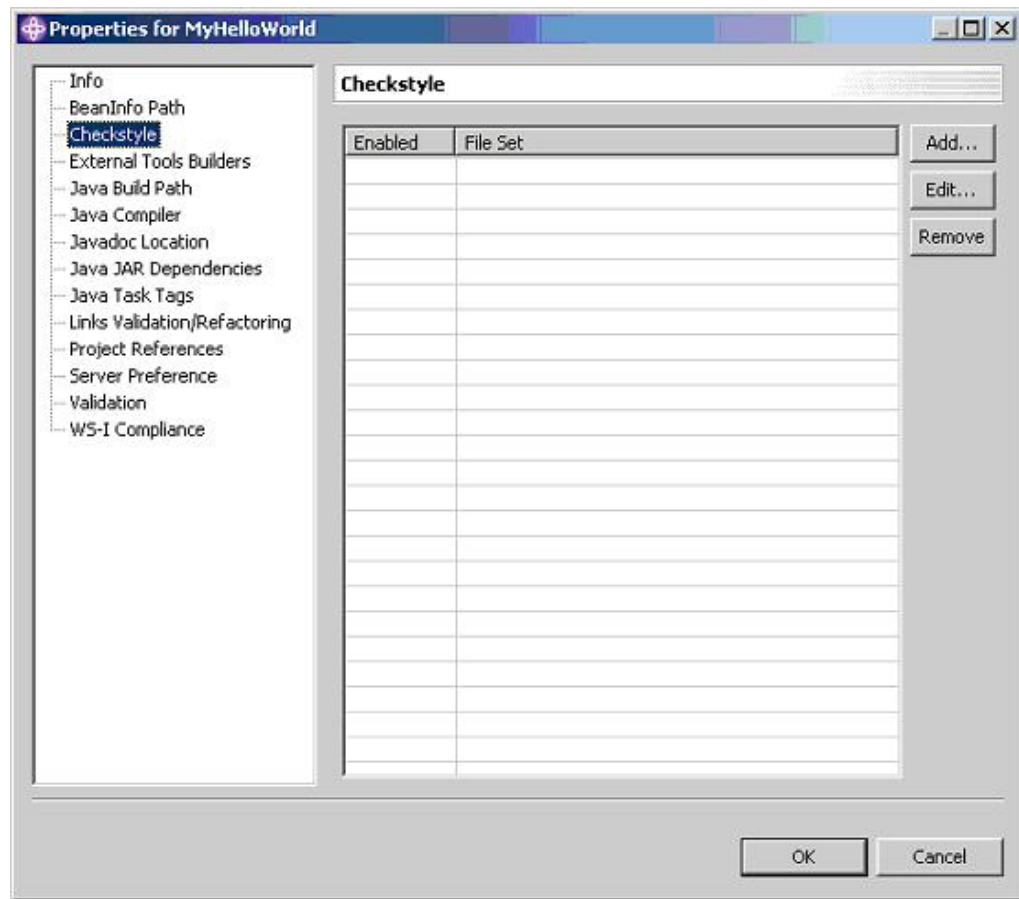 Properties for MyHelloWorld
Info
BeanInfo Path
Checkstyle
External Tools Builders
Java Build Path
Java Compiler
Javadoc Location
Java JAR Dependencies
Java Task Tags
Links Validation/Refactoring
Project References
Server Preference
Validation
WS-I Compliance
Checkstyle
Enabled File Set
Add...
Edit...
Remove
OK Cancel